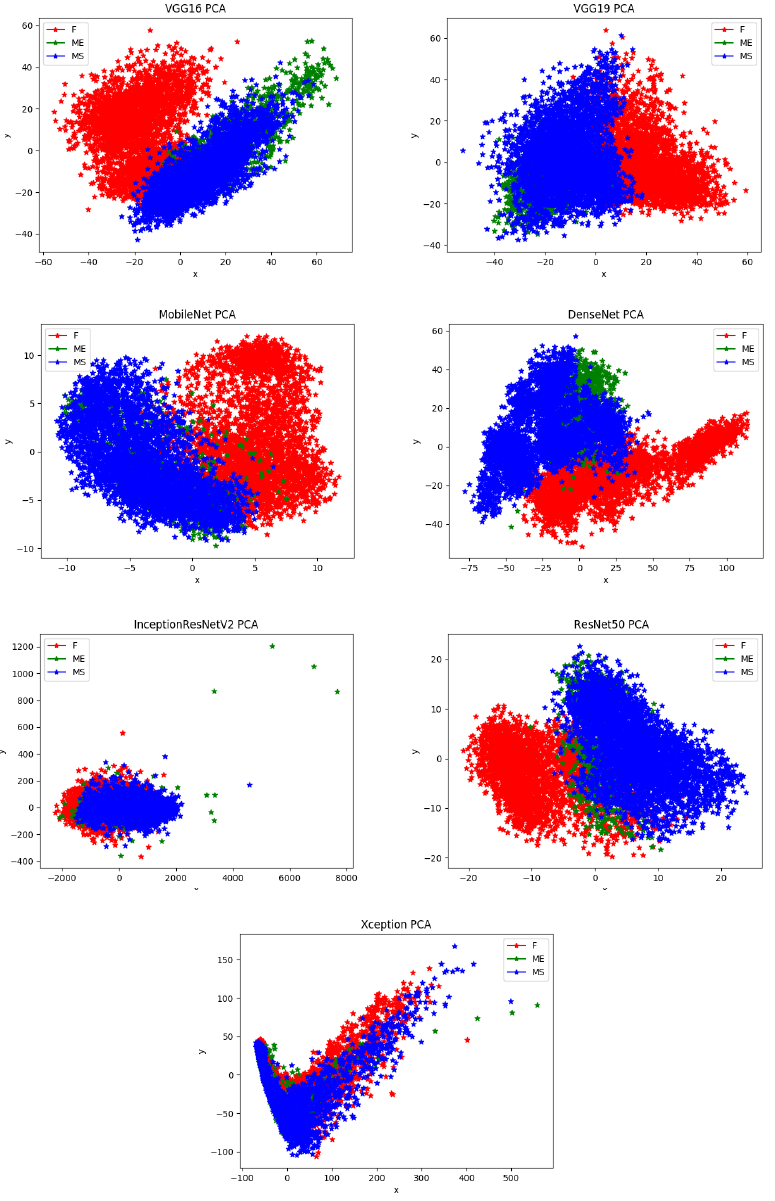 VGG16 PCA
F
ME
MS
60
40
20
0
−20
−40
y
−60 −40 −20 0 20 40 60
x
VGG19 PCA
F
ME
MS
60
40
20
0
−20
−40
y
−40 −20 0 20 40 60
x
MobileNet PCA
F
ME
MS
10
5
0
−5
−10
y
−10 −5 0 5 10
x
DenseNet PCA
F
ME
MS
60
40
20
0
−20
−40
y
−75 −50 −25 0 25 50 75 100
x
InceptionResNetV2 PCA
F
ME
MS
1200
1000
800
600
400
200
0
−200
−400
y
−2000 0 2000 4000 6000 8000
ResNet50 PCA
F
ME
MS
20
10
0
−10
−20
y
−20 −10 0 10 20
Xception PCA
F
ME
MS
150
100
50
0
−50
−100
y
−100 0 100 200 300 400 500
x